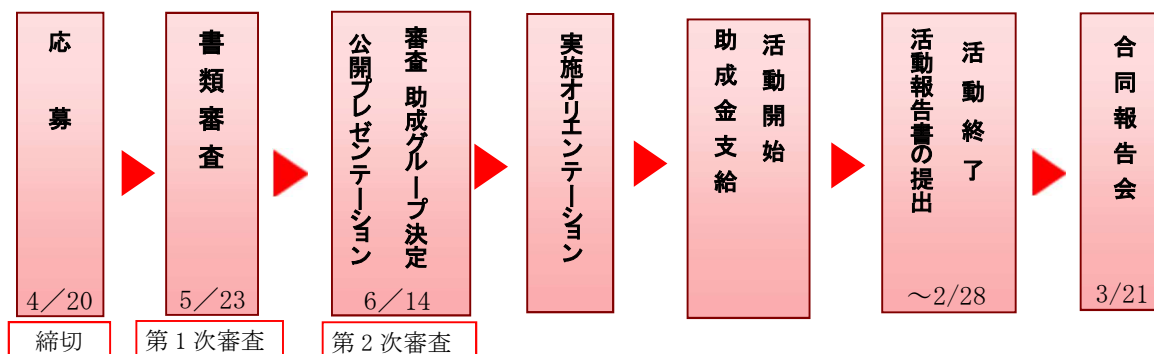 応募
4／20
締切
書類審査
5／23
第1次審査
審査 助成グループ決定
公開プレゼンテーション
6／14
第2次審査
実施オリエンテーション
活動開始
助成金支給
活動終了
活動報告書の提出
～2/28
合同報告会
3/21